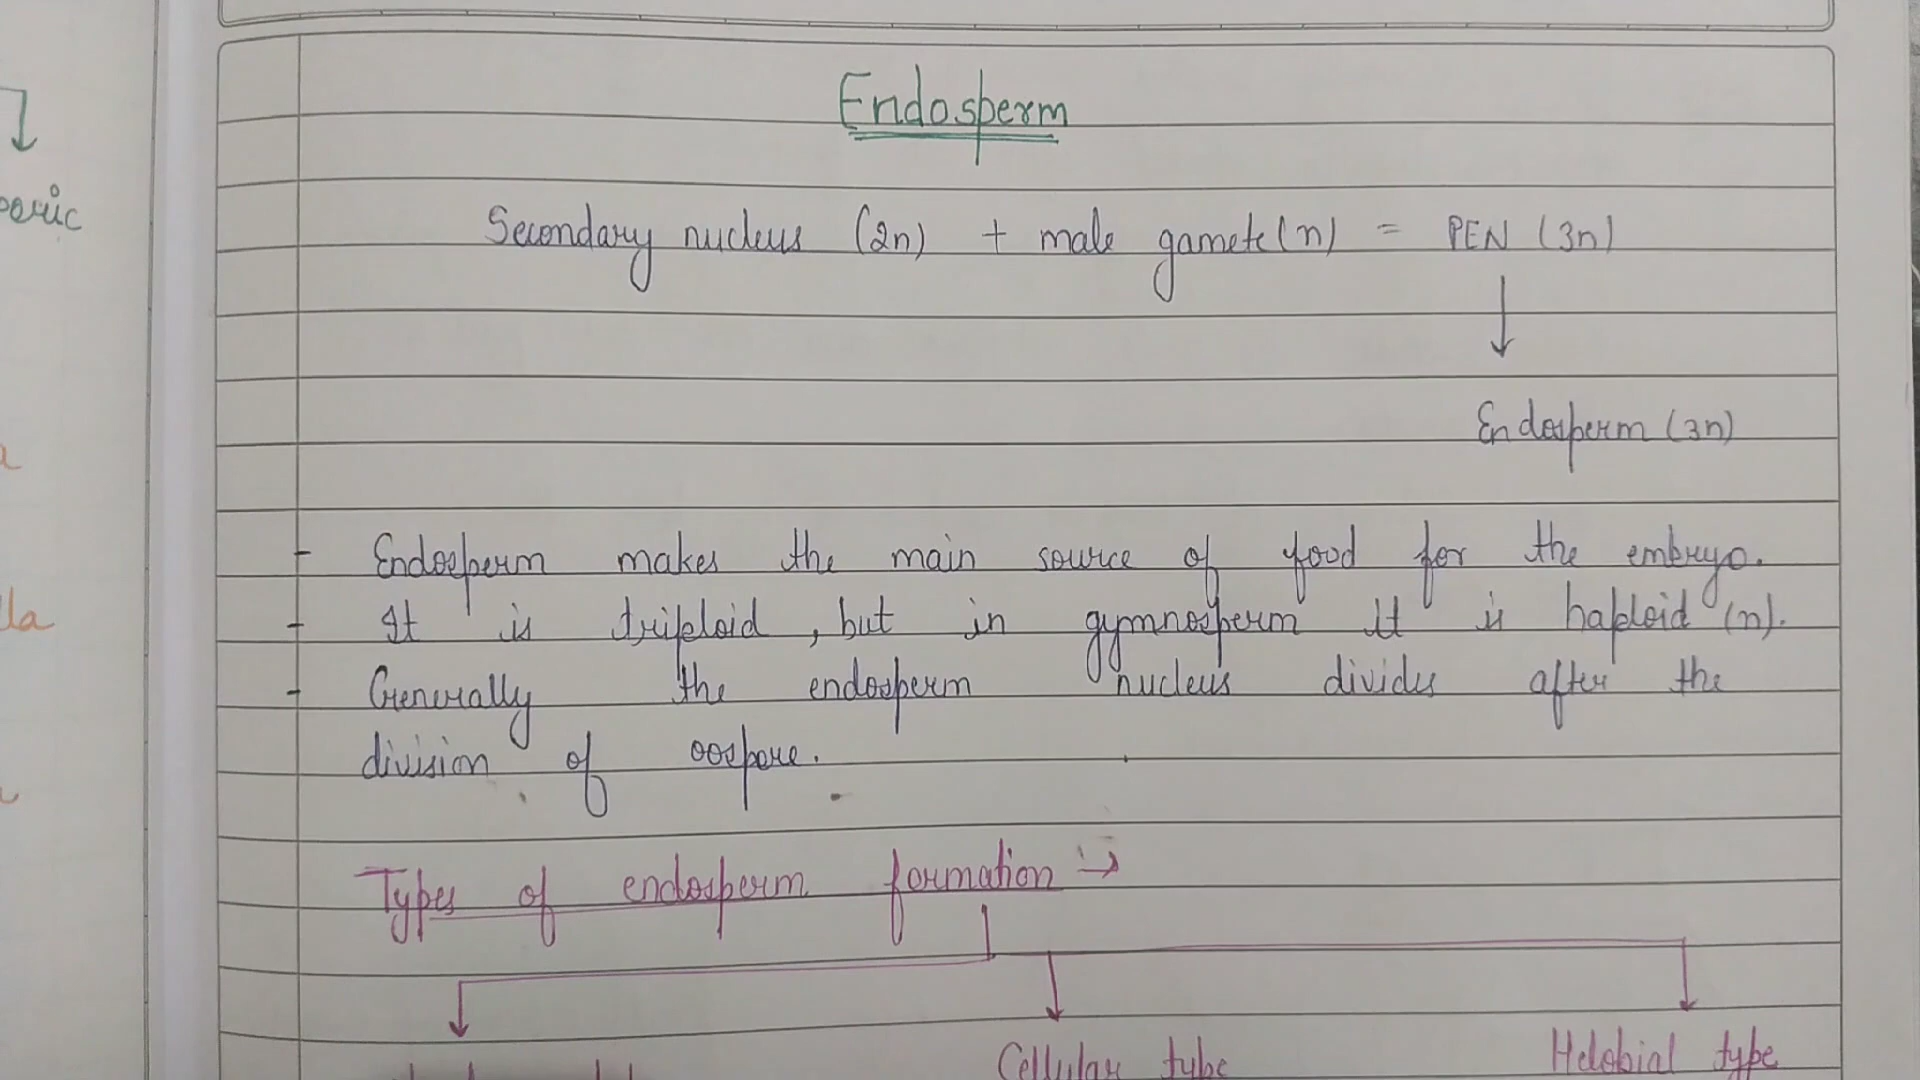 Endosperm
Secondary nucleus (2n) + male gamete (n) = PEN (3n)
↓
Endosperm (3n)
- Endosperm makes the main source of food for the embryo.
- It is triploid, but in gymnosperm it is haploid (n).
- Generally the endosperm nucleus divides after the
division of oospore.
Types of endosperm formation :→
Cellular type Helobial type